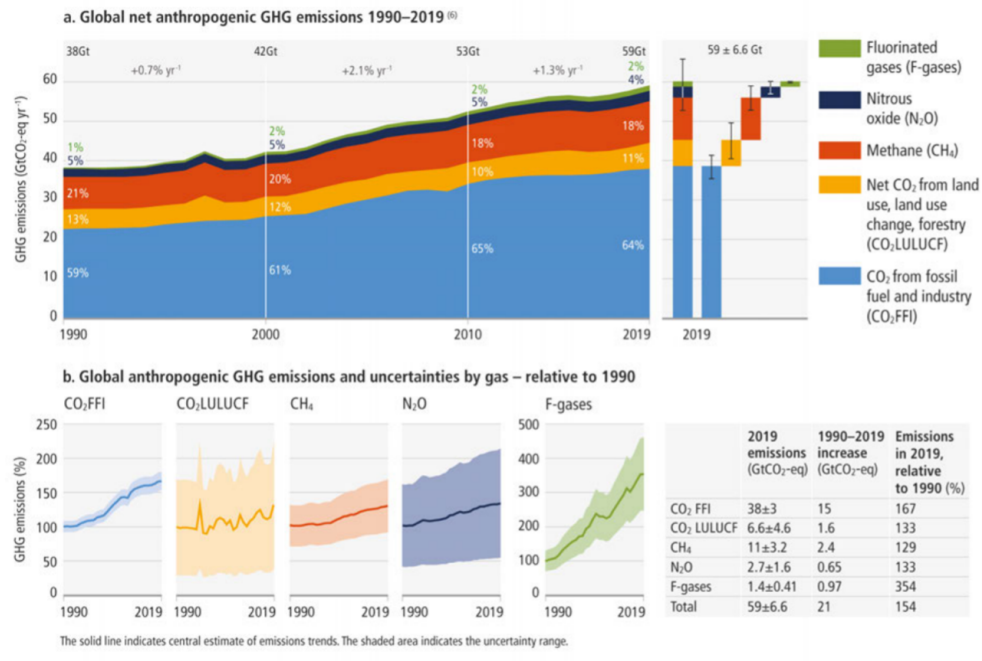 a. Global net anthropogenic GHG emissions 1990–2019 (6)
GHG emissions (GtCO₂-eq yr⁻¹)
60
50
40
30
20
10
0
38Gt
42Gt
53Gt
59Gt
+0.7% yr⁻¹
+2.1% yr⁻¹
+1.3% yr⁻¹
1%
5%
21%
13%
59%
2%
5%
20%
12%
61%
2%
5%
18%
10%
65%
2%
4%
18%
11%
64%
1990
2000
2010
2019
59 ± 6.6 Gt
2019
Fluorinated
gases (F-gases)
Nitrous
oxide (N₂O)
Methane (CH₄)
Net CO₂ from land
use, land use
change, forestry
(CO₂LULUCF)
CO₂ from fossil
fuel and industry
(CO₂FFI)
b. Global anthropogenic GHG emissions and uncertainties by gas – relative to 1990
GHG emissions (%)
CO₂FFI
CO₂LULUCF
CH₄
N₂O
F-gases
250
200
150
100
50
0
500
400
300
200
100
0
1990 2019
1990 2019
1990 2019
1990 2019
1990 2019
2019 emissions (GtCO₂-eq)
1990–2019 increase (GtCO₂-eq)
Emissions in 2019, relative to 1990 (%)
CO₂ FFI 38±3 15 167
CO₂ LULUCF 6.6±4.6 1.6 133
CH₄ 11±3.2 2.4 129
N₂O 2.7±1.6 0.65 133
F-gases 1.4±0.41 0.97 354
Total 59±6.6 21 154
The solid line indicates central estimate of emissions trends. The shaded area indicates the uncertainty range.